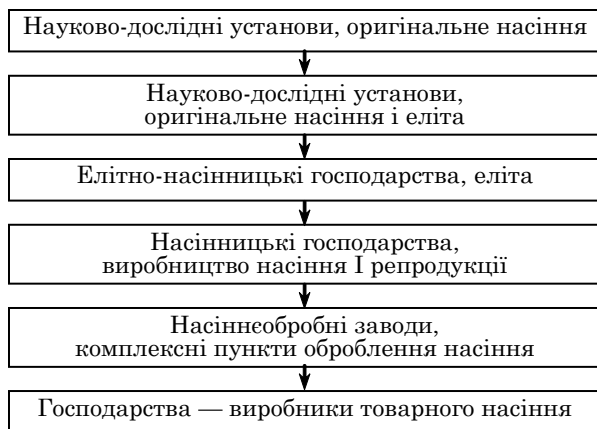 Науково-дослідні установи, оригінальне насіння
Науково-дослідні установи,
оригінальне насіння і еліта
Елітно-насінницькі господарства, еліта
Насінницькі господарства,
виробництво насіння І репродукції
Насіннєобробні заводи,
комплексні пункти оброблення насіння
Господарства — виробники товарного насіння